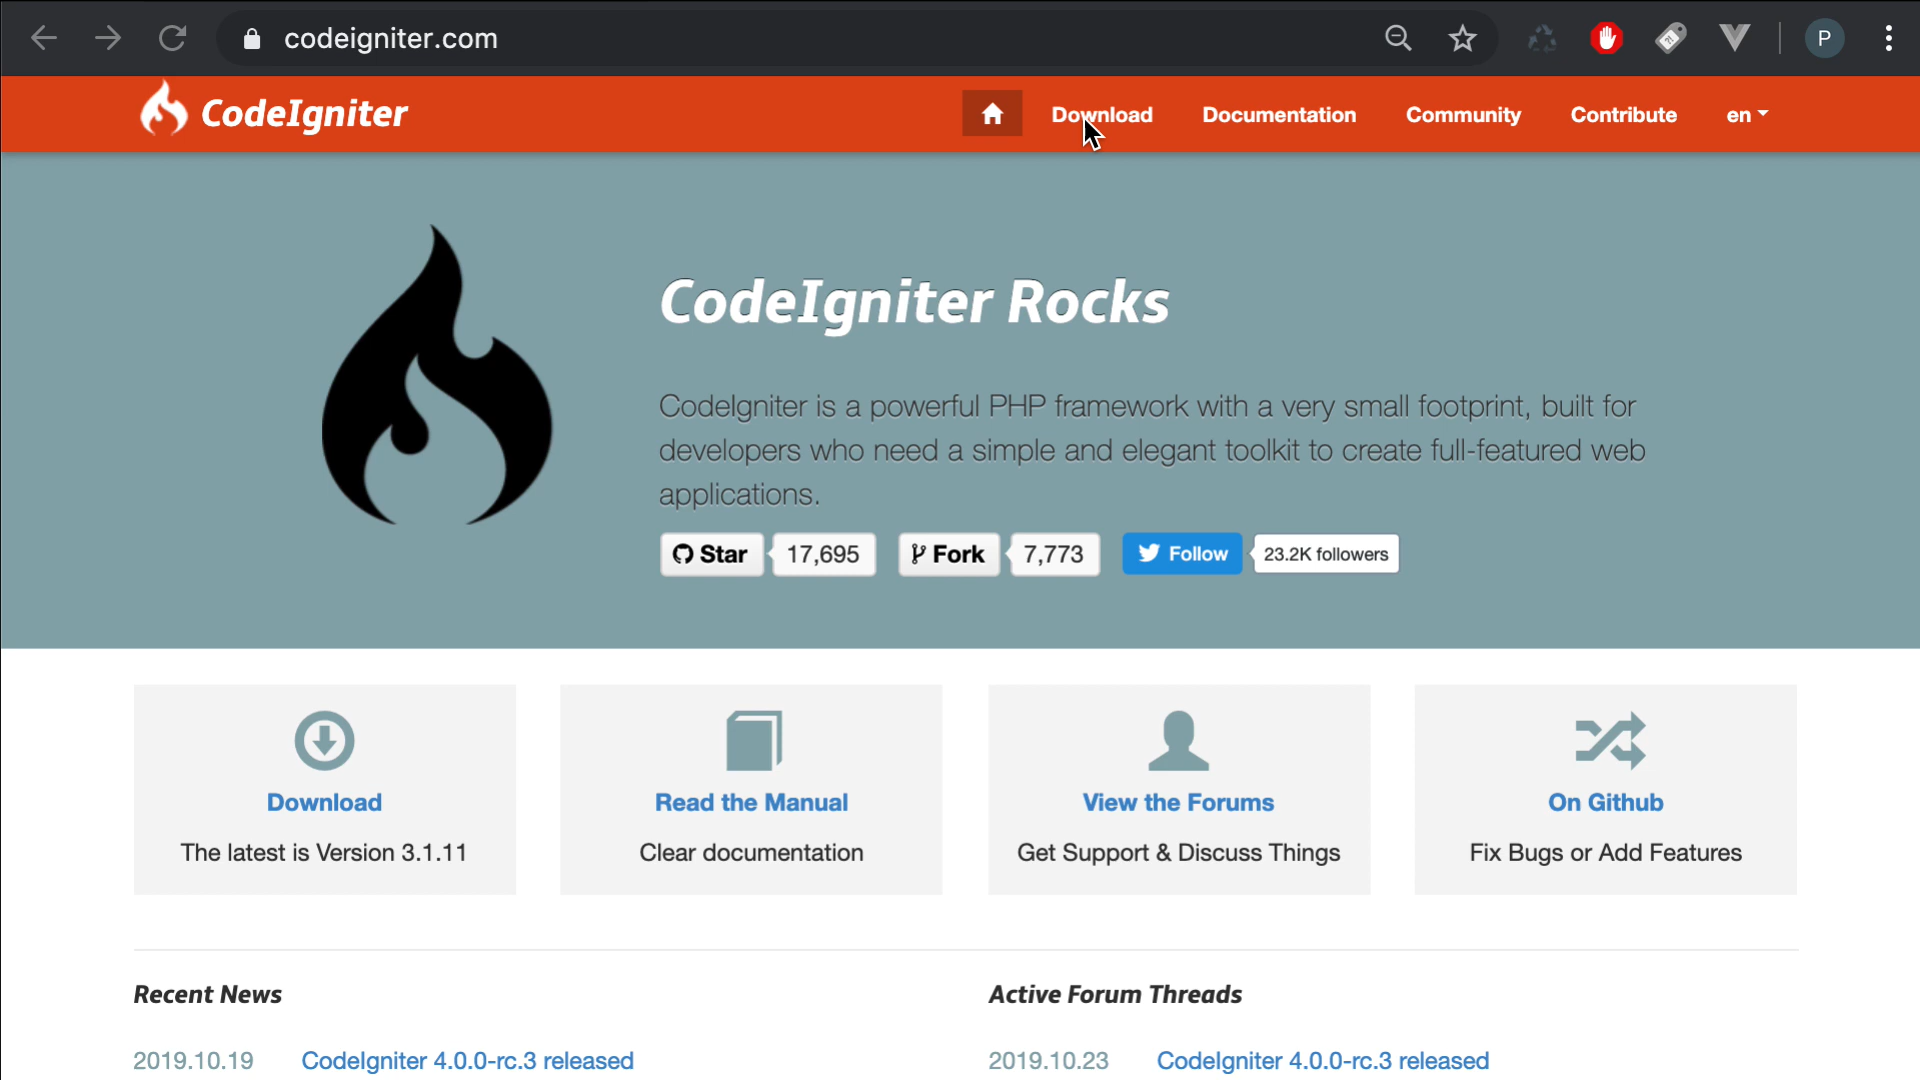 codeigniter.com
P
CodeIgniter
Download
Documentation
Community
Contribute
en
CodeIgniter Rocks
CodeIgniter is a powerful PHP framework with a very small footprint, built for
developers who need a simple and elegant toolkit to create full-featured web
applications.
Star
17,695
Fork
7,773
Follow
23.2K followers
Download
The latest is Version 3.1.11
Read the Manual
Clear documentation
View the Forums
Get Support & Discuss Things
On Github
Fix Bugs or Add Features
Recent News
2019.10.19 CodeIgniter 4.0.0-rc.3 released
Active Forum Threads
2019.10.23 CodeIgniter 4.0.0-rc.3 released